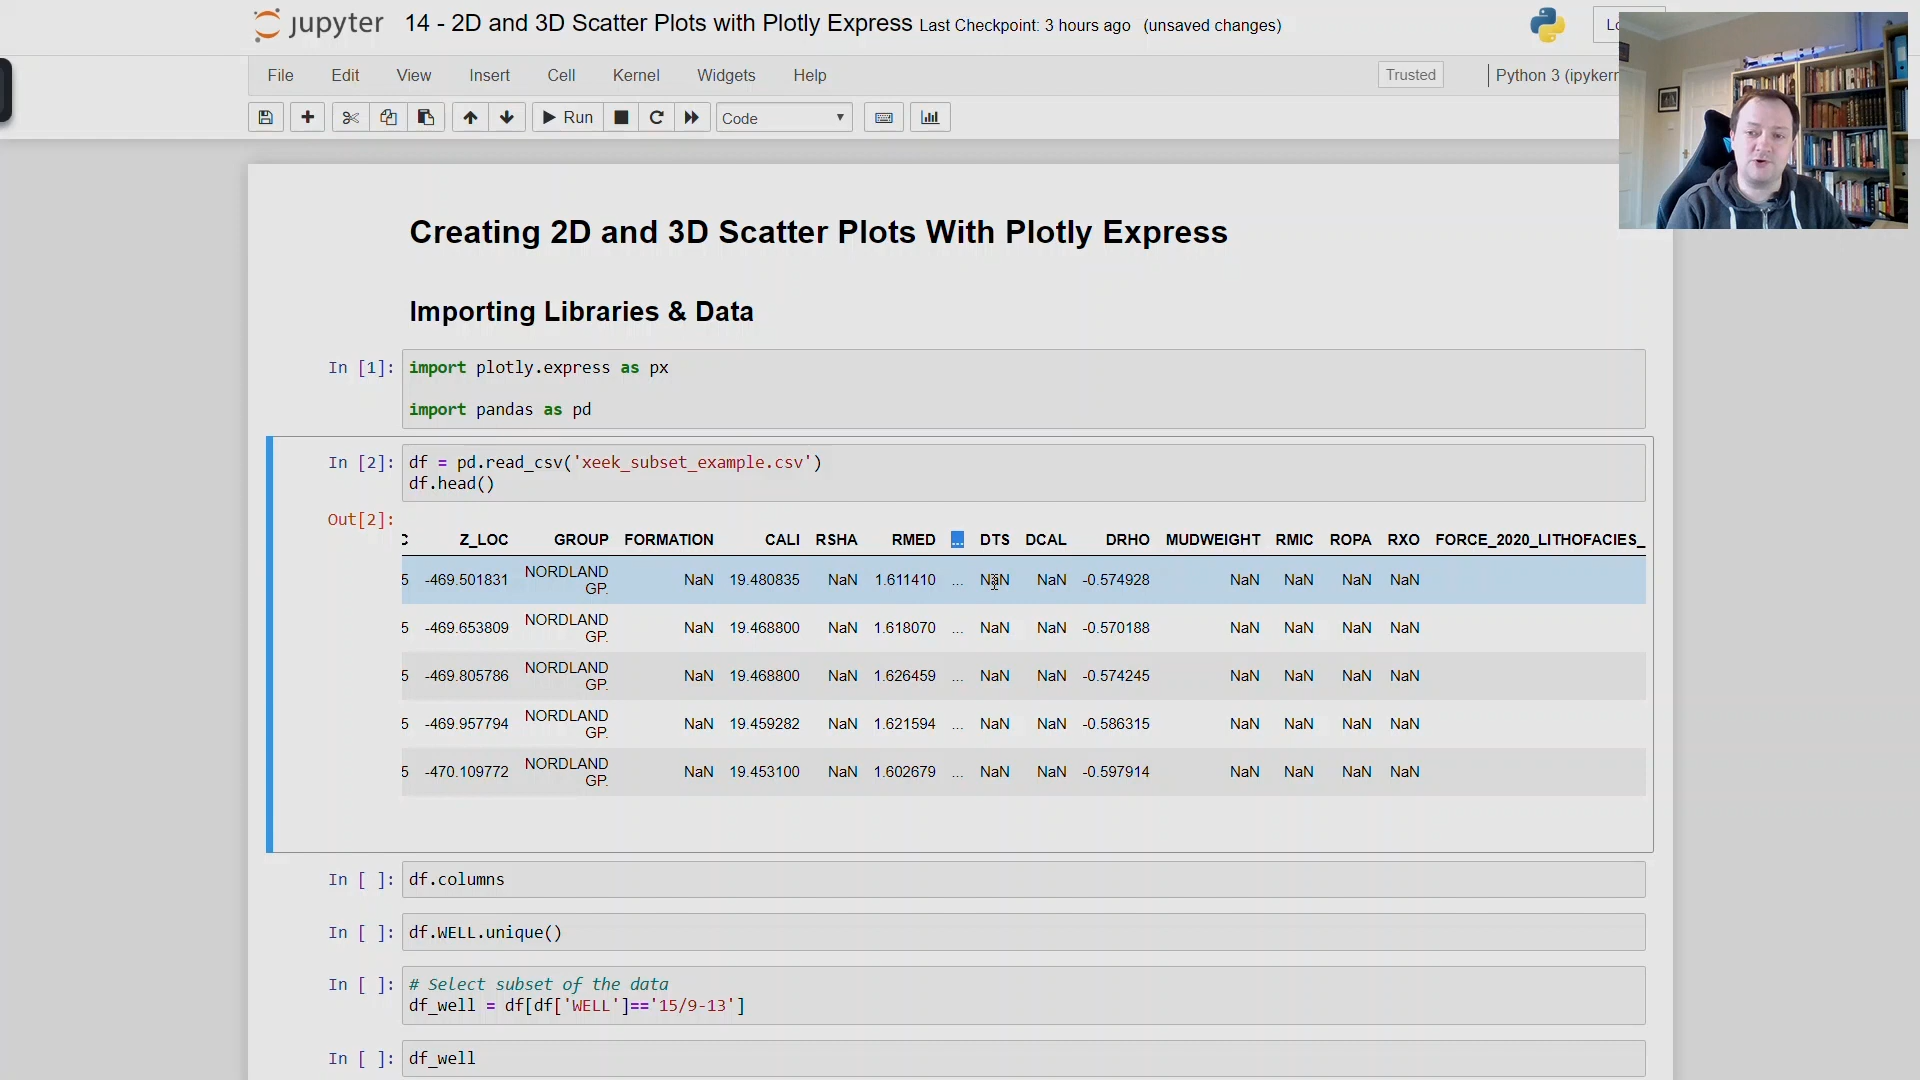 jupyter 14 - 2D and 3D Scatter Plots with Plotly Express Last Checkpoint: 3 hours ago (unsaved changes)
File Edit View Insert Cell Kernel Widgets Help Trusted Python 3 (ipykern
Run Code
Creating 2D and 3D Scatter Plots With Plotly Express
Importing Libraries & Data
In [1]: import plotly.express as px
import pandas as pd
In [2]: df = pd.read_csv('xeek_subset_example.csv')
df.head()
Out[2]:
Z_LOC GROUP FORMATION CALI RSHA RMED ... DTS DCAL DRHO MUDWEIGHT RMIC ROPA RXO FORCE_2020_LITHOFACIES_
5 -469.501831 NORDLAND GP. NaN 19.480835 NaN 1.611410 ... NaN NaN -0.574928 NaN NaN NaN NaN
5 -469.653809 NORDLAND GP. NaN 19.468800 NaN 1.618070 ... NaN NaN -0.570188 NaN NaN NaN NaN
5 -469.805786 NORDLAND GP. NaN 19.468800 NaN 1.626459 ... NaN NaN -0.574245 NaN NaN NaN NaN
5 -469.957794 NORDLAND GP. NaN 19.459282 NaN 1.621594 ... NaN NaN -0.586315 NaN NaN NaN NaN
5 -470.109772 NORDLAND GP. NaN 19.453100 NaN 1.602679 ... NaN NaN -0.597914 NaN NaN NaN NaN
In [ ]: df.columns
In [ ]: df.WELL.unique()
In [ ]: # Select subset of the data
df_well = df[df['WELL']=='15/9-13']
In [ ]: df_well